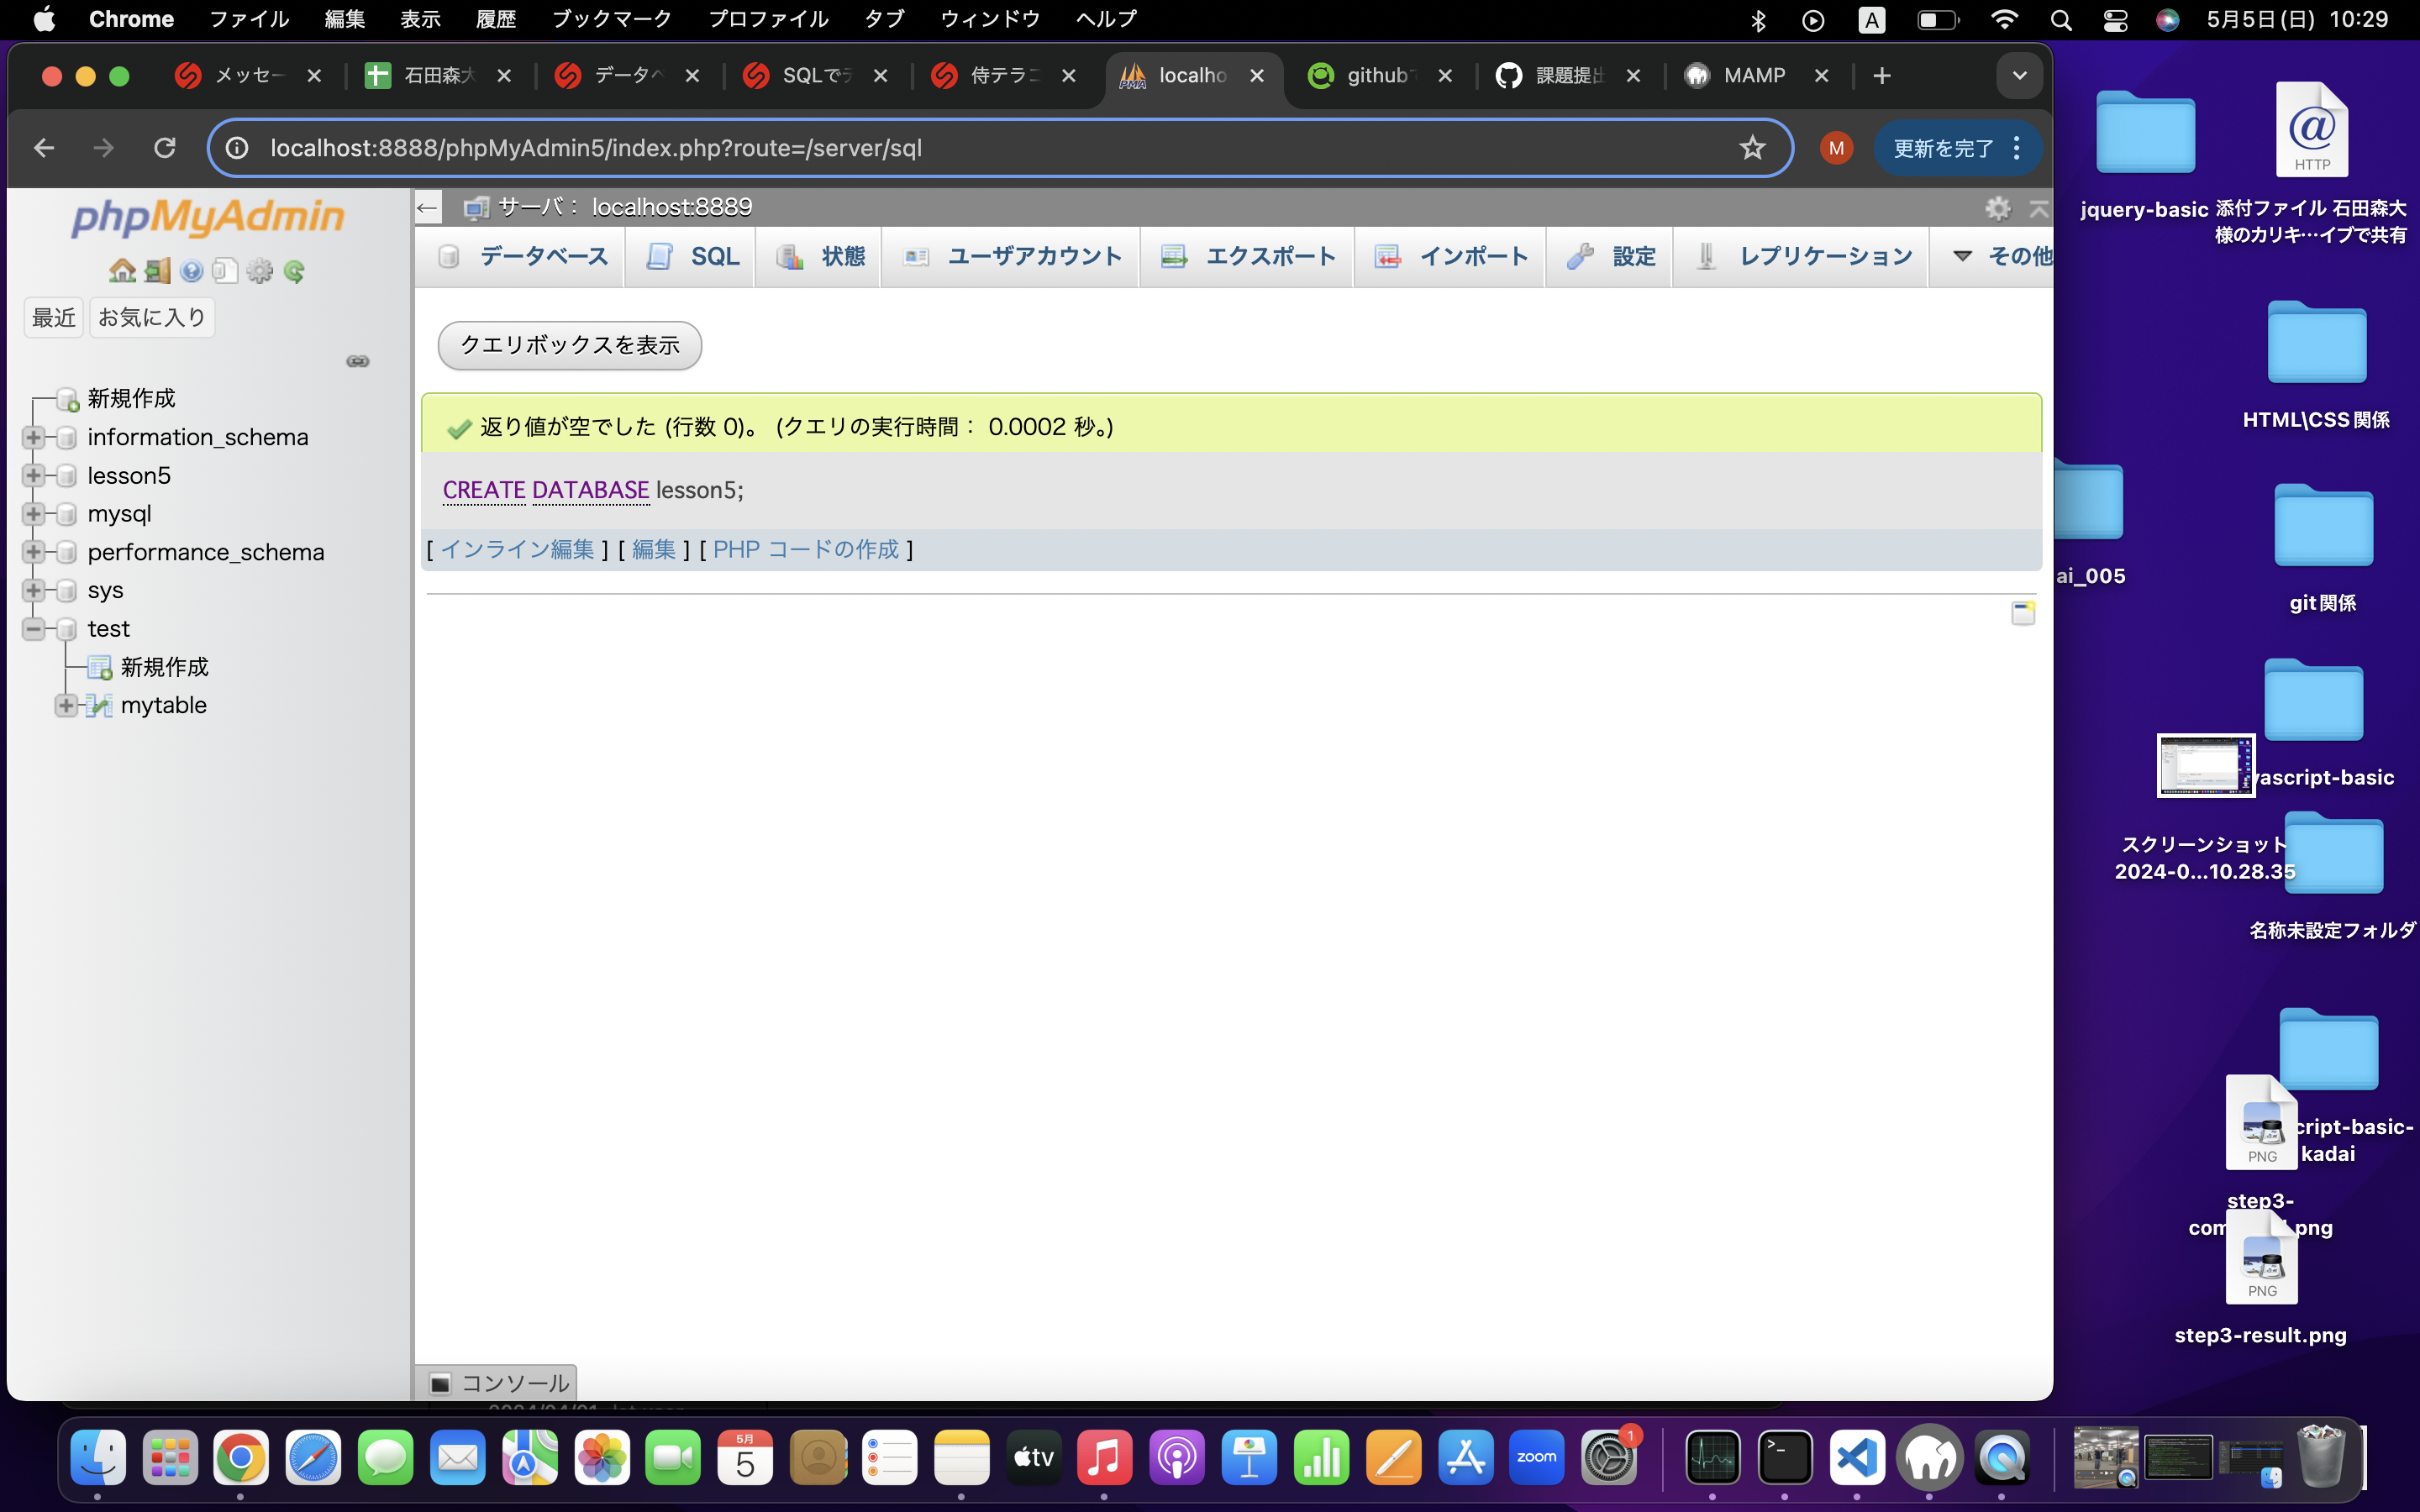 Chrome ファイル 編集 表示 履歴 ブックマーク プロファイル タブ ウィンドウ ヘルプ A 5月5日(日) 10:29
メッセー 石田森大 データベ SQLでデ 侍テラコ localho github 課題提出 MAMP
localhost:8888/phpMyAdmin5/index.php?route=/server/sql M 更新を完了
phpMyAdmin
最近 お気に入り
新規作成
information_schema
lesson5
mysql
performance_schema
sys
test
新規作成
mytable
サーバ: localhost:8889
データベース SQL 状態 ユーザアカウント エクスポート インポート 設定 レプリケーション その他
クエリボックスを表示
返り値が空でした (行数 0)。 (クエリの実行時間: 0.0002 秒。)
CREATE DATABASE lesson5;
[ インライン編集 ] [ 編集 ] [ PHP コードの作成 ]
コンソール
HTTP
jquery-basic
添付ファイル 石田森大
様のカリキ…イブで共有
HTML\CSS関係
ai_005
git関係
vascript-basic
スクリーンショット
2024-0...10.28.35
名称未設定フォルダ
cript-basic-
kadai
PNG
step3-
com png
PNG
step3-result.png
5月
5
tv
zoom
1